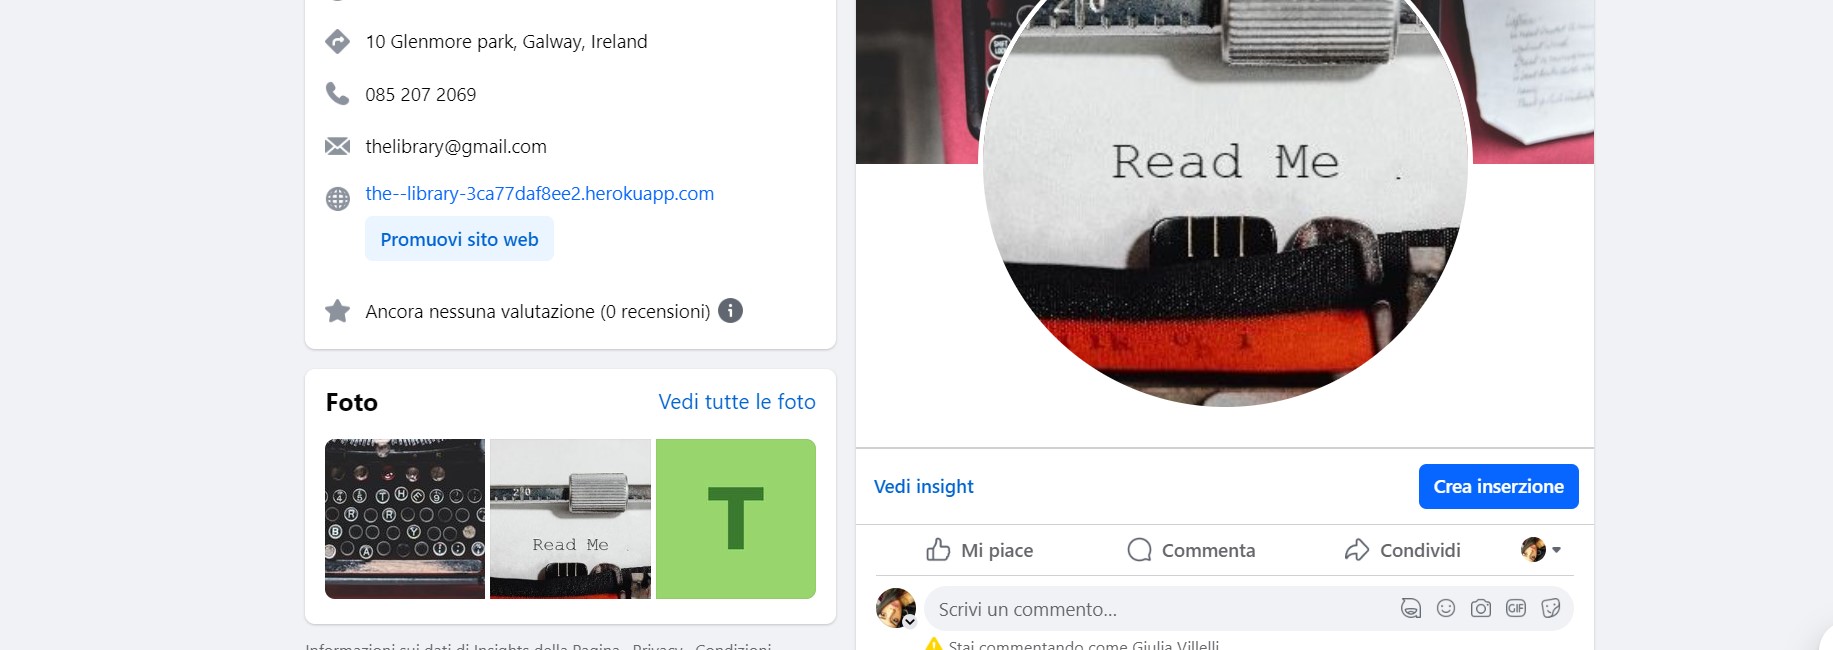 10 Glenmore park, Galway, Ireland
085 207 2069
thelibrary@gmail.com
the--library-3ca77daf8ee2.herokuapp.com
Promuovi sito web
Ancora nessuna valutazione (0 recensioni)
Foto
Vedi tutte le foto
Read Me
T
Informazioni sui dati di Insights della Pagina · Privacy · Condizioni
Read Me .
Vedi insight
Crea inserzione
Mi piace
Commenta
Condividi
Scrivi un commento...
GIF
Stai commentando come Giulia Villelli